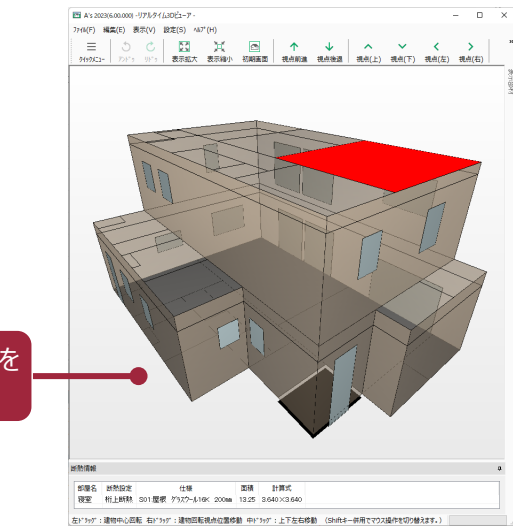 A's 2023(6.00.000) -リアルタイム3Dビューア-
ファイル(F) 編集(E) 表示(V) 設定(S) ヘルプ(H)
クイックメニュー アンドゥ リドゥ 表示拡大 表示縮小 初期画面 視点前進 視点後退 視点(上) 視点(下) 視点(左) 視点(右)
を
断熱情報
部屋名 断熱設定 仕様 面積 計算式
寝室 桁上断熱 S01:屋根 グラスウール16K 200mm 13.25 3.640×3.640
左ドラッグ：建物中心回転 右ドラッグ：建物回転視点位置移動 中ドラッグ：上下左右移動 (Shiftキー併用でマウス操作を切り替えます。)